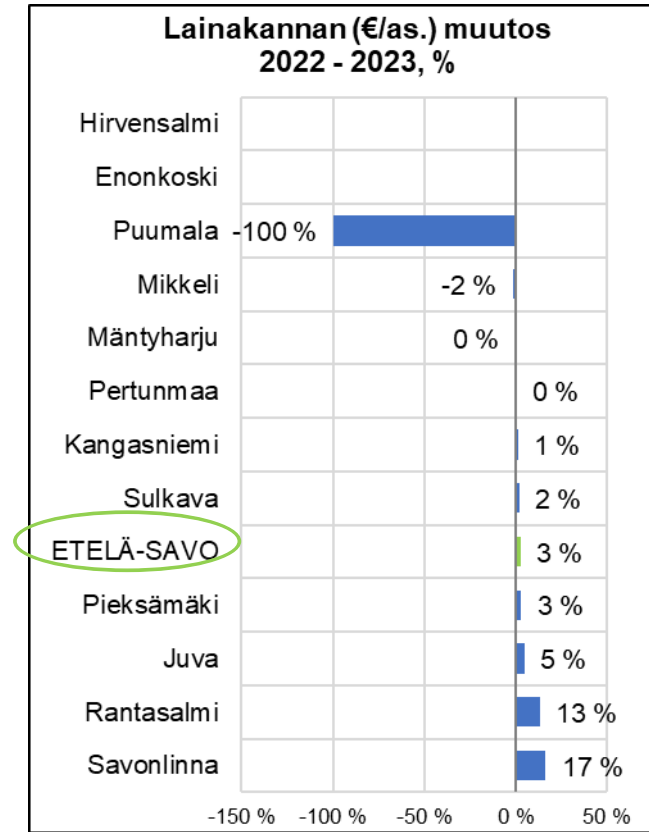 Lainakannan (€/as.) muutos
2022 - 2023, %
Hirvensalmi
Enonkoski
Puumala -100 %
Mikkeli -2 %
Mäntyharju 0 %
Pertunmaa 0 %
Kangasniemi 1 %
Sulkava 2 %
ETELÄ-SAVO 3 %
Pieksämäki 3 %
Juva 5 %
Rantasalmi 13 %
Savonlinna 17 %
-150 % -100 % -50 % 0 % 50 %